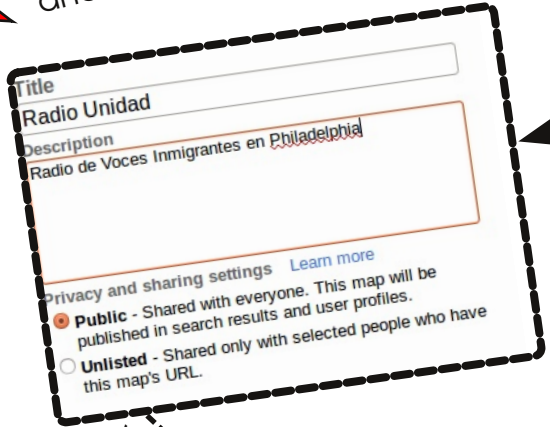 Title
Radio Unidad
Description
Radio de Voces Inmigrantes en Philadelphia
Privacy and sharing settings Learn more
Public - Shared with everyone. This map will be
published in search results and user profiles.
Unlisted - Shared only with selected people who have
this map's URL.